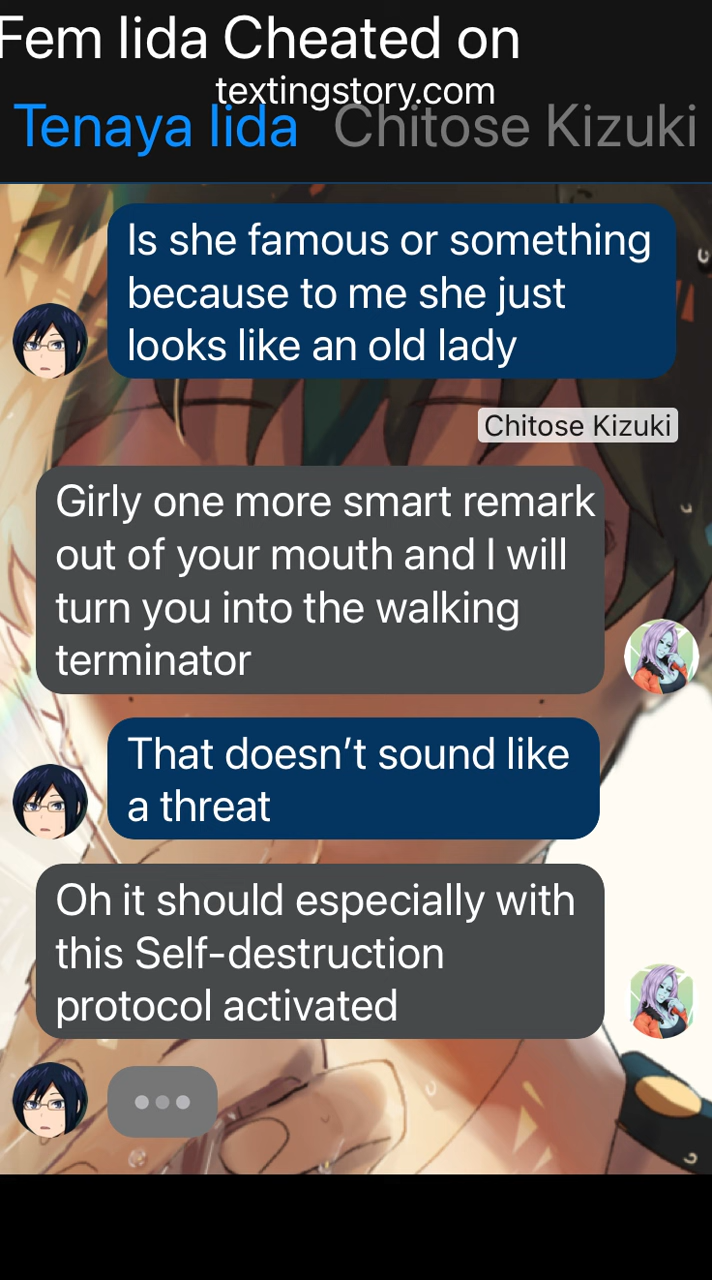 Fem Iida Cheated on
textingstory.com
Tenaya Iida Chitose Kizuki
Is she famous or something
because to me she just
looks like an old lady
Chitose Kizuki
Girly one more smart remark
out of your mouth and I will
turn you into the walking
terminator
That doesn’t sound like
a threat
Oh it should especially with
this Self-destruction
protocol activated